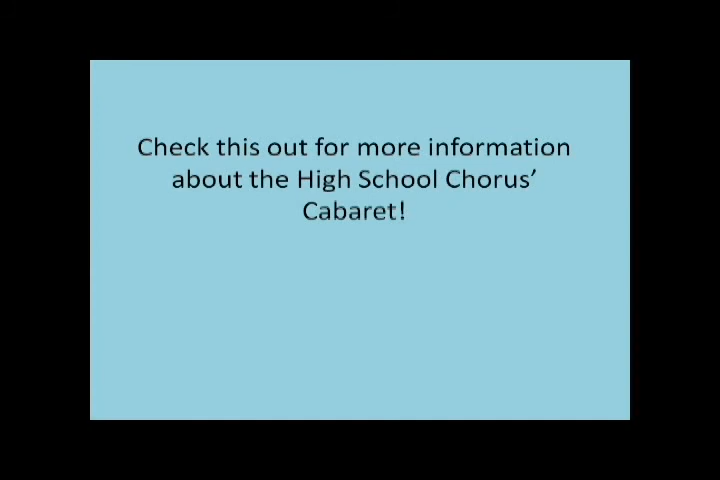 Check this out for more information
about the High School Chorus’
Cabaret!